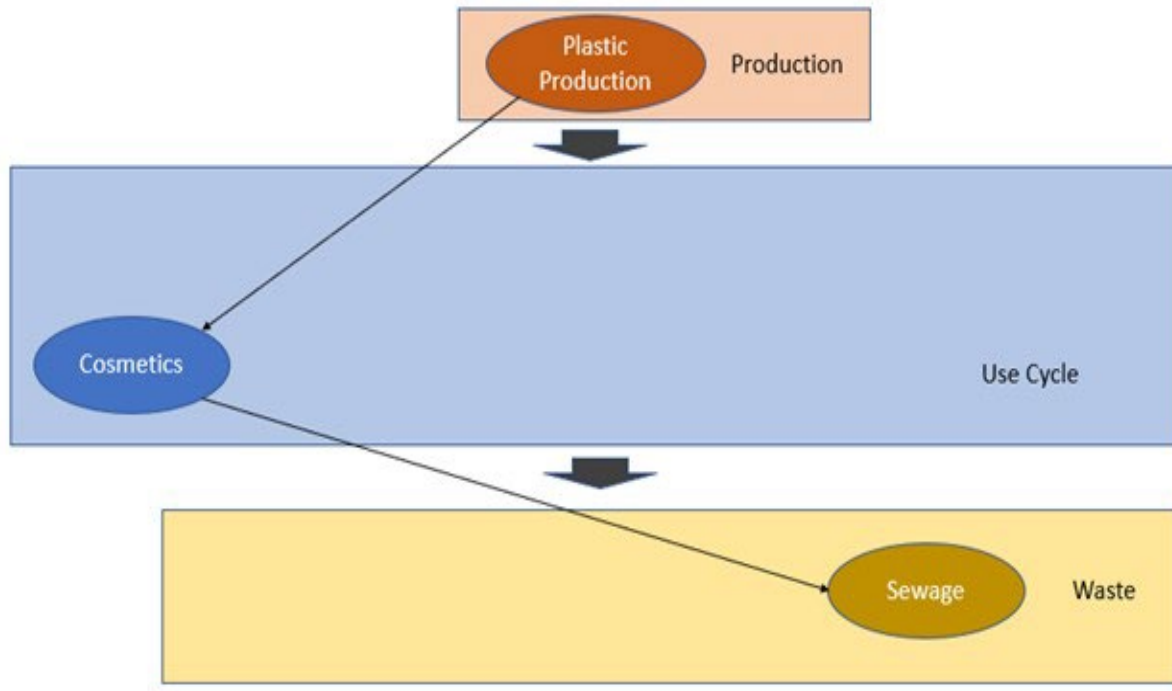 Plastic
Production
Production
Cosmetics
Use Cycle
Sewage
Waste